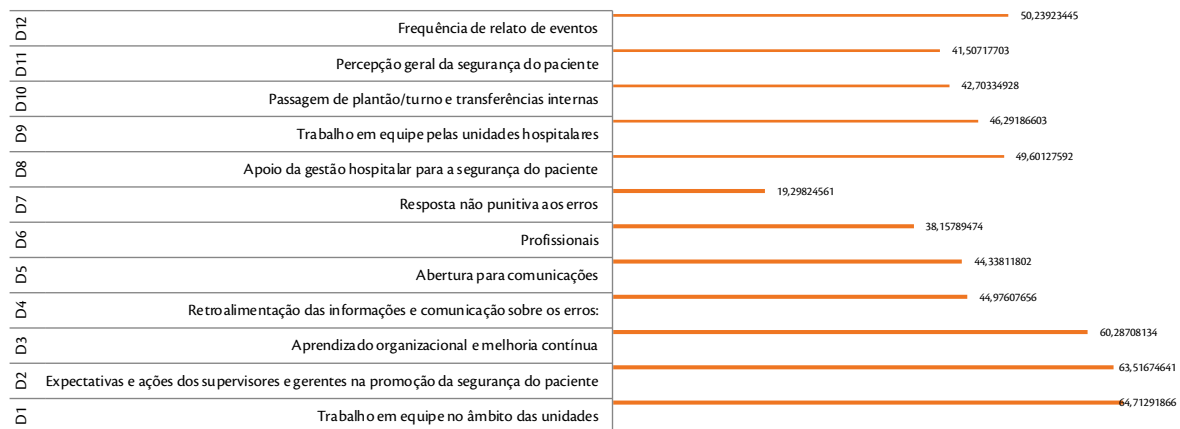 D12 Frequência de relato de eventos 50,23923445
D11 Percepção geral da segurança do paciente 41,50717703
D10 Passagem de plantão/turno e transferências internas 42,70334928
D9 Trabalho em equipe pelas unidades hospitalares 46,29186603
D8 Apoio da gestão hospitalar para a segurança do paciente 49,60127592
D7 Resposta não punitiva aos erros 19,29824561
D6 Profissionais 38,15789474
D5 Abertura para comunicações 44,33811802
D4 Retroalimentação das informações e comunicação sobre os erros: 44,97607656
D3 Aprendizado organizacional e melhoria contínua 60,28708134
D2 Expectativas e ações dos supervisores e gerentes na promoção da segurança do paciente 63,51674641
D1 Trabalho em equipe no âmbito das unidades 64,71291866